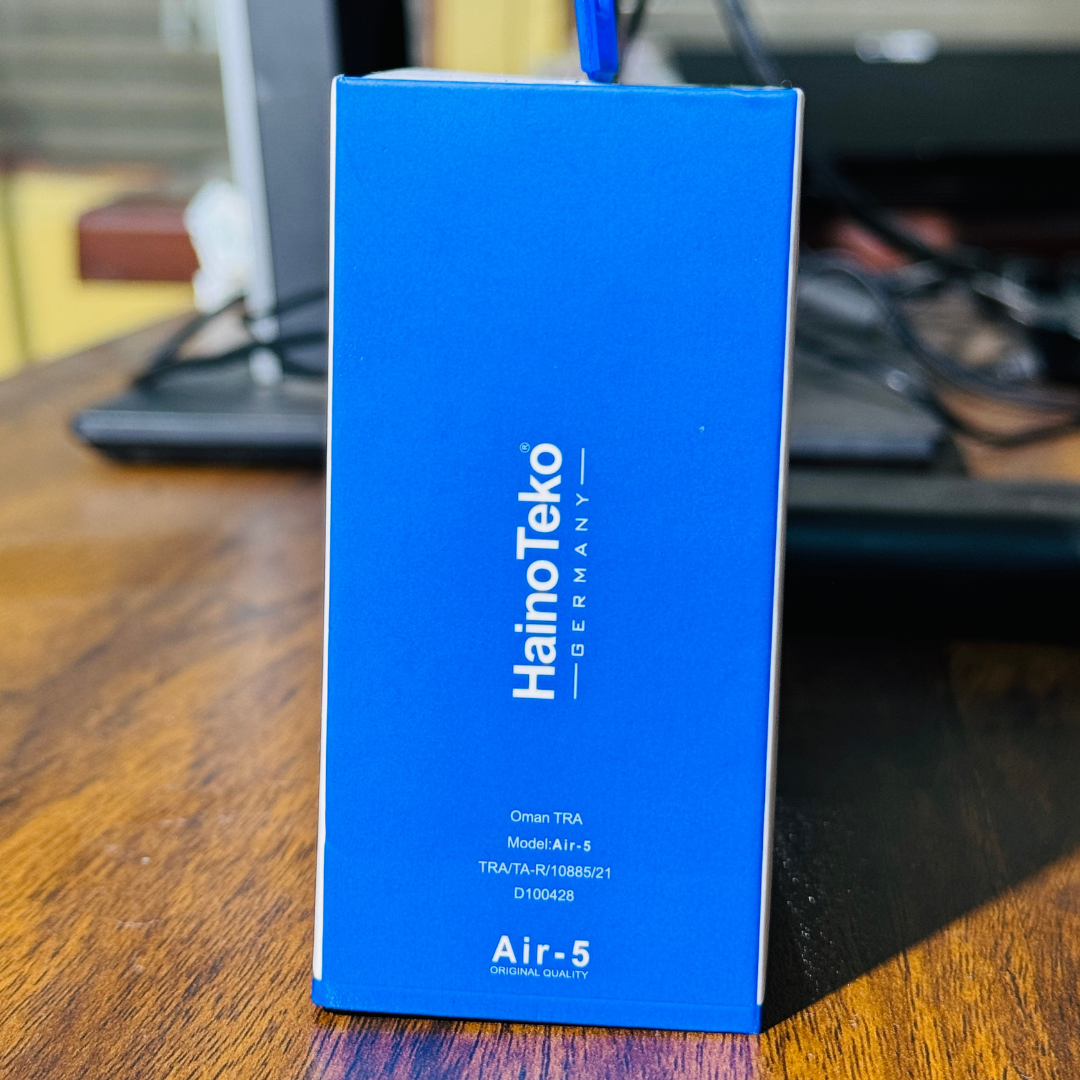 HainoTeko®
GERMANY
Oman TRA
Model:Air-5
TRA/TA-R/10885/21
D100428
Air-5
ORIGINAL QUALITY